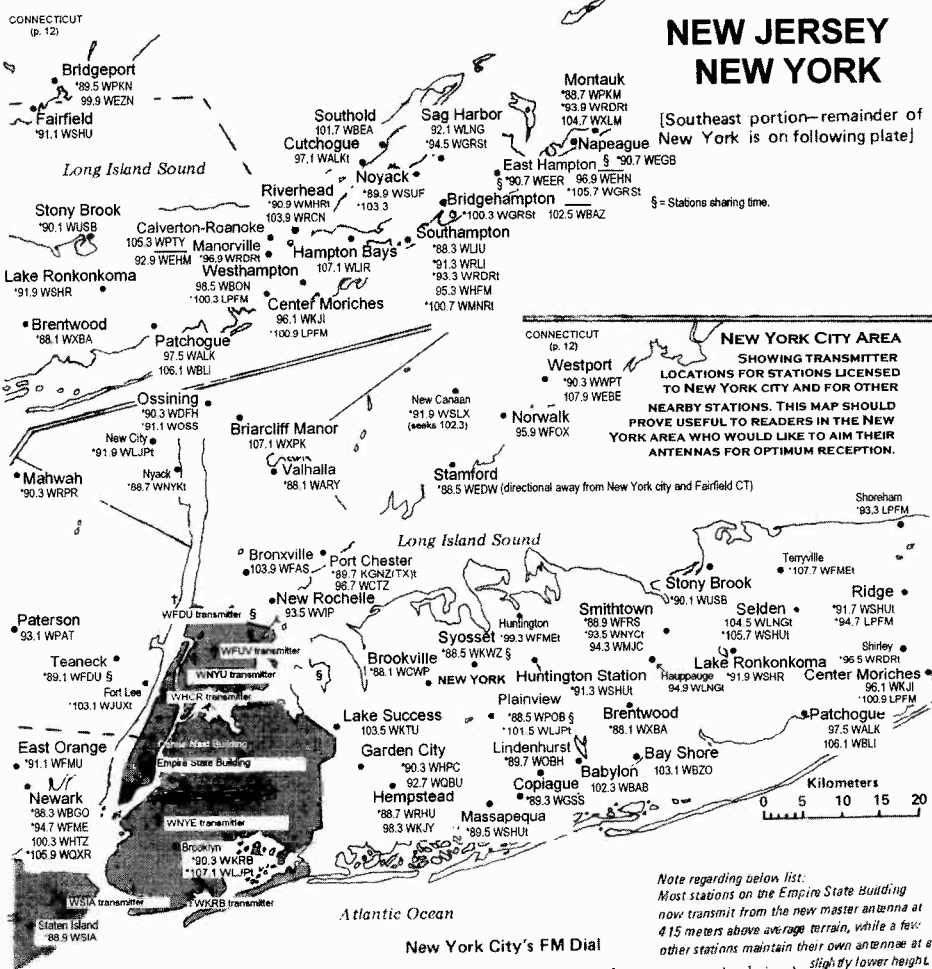 CONNECTICUT
(p. 12)
NEW JERSEY
NEW YORK
[Southeast portion–remainder of
New York is on following plate]
§ = Stations sharing time.
Bridgeport
*89.5 WPKN
99.9 WEZN
Fairfield
*91.1 WSHU
Long Island Sound
Southold
101.7 WBEA
Cutchogue
97.1 WALKt
Sag Harbor
92.1 WLNG
*94.5 WGRSt
Montauk
*88.7 WPKM
*93.9 WRDRt
104.7 WXLM
Napeague
§ *90.7 WEGB
East Hampton
§ *90.7 WEER
96.9 WEHN
*105.7 WGRSt
Noyack
*89.9 WSUF
*103.3
Bridgehampton
*100.3 WGRSt
102.5 WBAZ
Riverhead
*90.9 WMHRt
103.9 WRCN
Stony Brook
*90.1 WUSB
Calverton-Roanoke
105.3 WPTY
92.9 WEHM
Manorville
*96.9 WRDRt
Hampton Bays
107.1 WLIR
Southampton
*88.3 WLIU
*91.3 WRLI
*93.3 WRDRt
95.3 WHFM
*100.7 WMNRt
Westhampton
98.5 WBON
*100.3 LPFM
Lake Ronkonkoma
*91.9 WSHR
Center Moriches
96.1 WKJI
*100.9 LPFM
Brentwood
*88.1 WXBA
Patchogue
97.5 WALK
106.1 WBLI
CONNECTICUT
(p. 12)
NEW YORK CITY AREA
SHOWING TRANSMITTER
LOCATIONS FOR STATIONS LICENSED
TO NEW YORK CITY AND FOR OTHER
NEARBY STATIONS. THIS MAP SHOULD
PROVE USEFUL TO READERS IN THE NEW
YORK AREA WHO WOULD LIKE TO AIM THEIR
ANTENNAS FOR OPTIMUM RECEPTION.
Westport
*90.3 WWPT
107.9 WEBE
Ossining
*90.3 WDFH
*91.1 WOSS
New Canaan
*91.9 WSLX
(seeks 102.3)
Norwalk
95.9 WFOX
Briarcliff Manor
107.1 WXPK
New City
*91.9 WLJPt
Mahwah
*90.3 WRPR
Nyack
*88.7 WNYKt
Valhalla
*88.1 WARY
Stamford
*88.5 WEDW (directional away from New York city and Fairfield CT)
Shoreham
*93.3 LPFM
Long Island Sound
Bronxville
103.9 WFAS
Port Chester
*89.7 KGNZ(TX)t
96.7 WCTZ
New Rochelle
93.5 WVIP
Stony Brook
*90.1 WUSB
Terryville
*107.7 WFMEt
Ridge
*91.7 WSHUt
*94.7 LPFM
Paterson
93.1 WPAT
WFDU transmitter §
Huntington
*99.3 WFMEt
Smithtown
*88.9 WFRS
*93.5 WNYCt
94.3 WMJC
Selden
104.5 WLNGt
*105.7 WSHUt
Syosset
*88.5 KWZ §
WFUV transmitter
Teaneck
*89.1 WFDU §
WNYU transmitter
§
Brookville
*88.1 WCWP
NEW YORK
Huntington Station
*91.3 WSHUt
Hauppauge
94.9 WLNGt
Lake Ronkonkoma
*91.9 WSHR
Shirley
*96.5 WRDRt
Center Moriches
96.1 WKJI
*100.9 LPFM
Fort Lee
*103.1 WJUXt
WHCR transmitter
Plainview
*88.5 WPOB §
*101.5 WLJPt
Lake Success
103.5 WKTU
Brentwood
*88.1 WXBA
Patchogue
97.5 WALK
106.1 WBLI
East Orange
*91.1 WFMU
Empire State Building
Garden City
*90.3 WHPC
92.7 WQBU
Lindenhurst
*89.7 WOBH
Bay Shore
103.1 WBZO
Babylon
102.3 WBAB
Kilometers
0 5 10 15 20
Newark
*88.3 WBGO
*94.7 WFME
100.3 WHTZ
*105.9 WQXR
Hempstead
*88.7 WRHU
98.3 WKJY
Copiague
*89.3 WGSS
Massapequa
*89.5 WSHUt
WNYE transmitter
Brooklyn
*90.3 WKRB
*107.1 WLJPt
WSIA transmitter
WKRB transmitter
Staten Island
*88.9 WSIA
Atlantic Ocean
New York City's FM Dial
Note regarding below list:
Most stations on the Empire State Building
now transmit from the new master antenna at
415 meters above average terrain, while a few
other stations maintain their own antennae at a
slightly lower height.